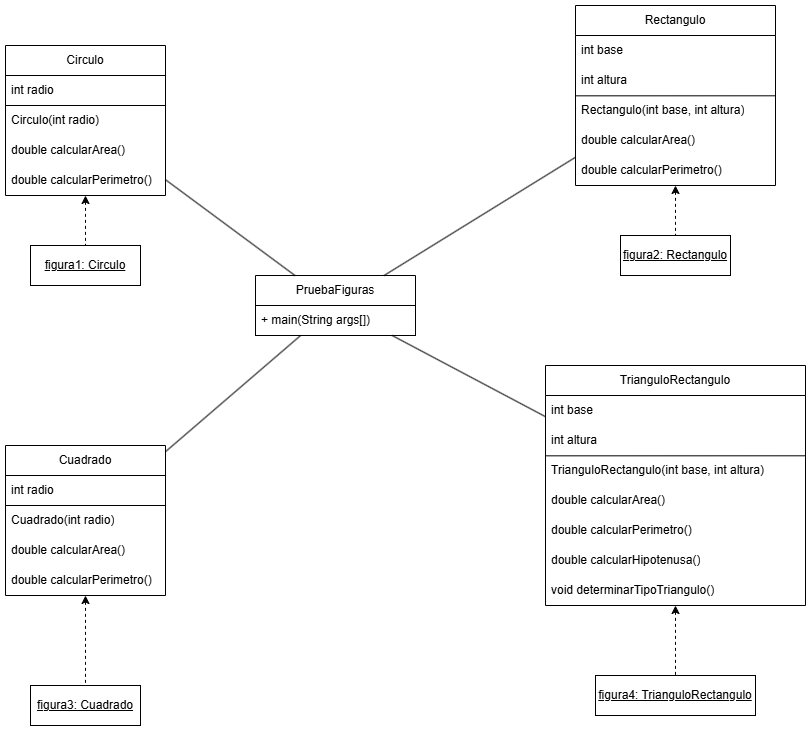 Circulo
int radio
Circulo(int radio)
double calcularArea()
double calcularPerimetro()
figura1: Circulo
Rectangulo
int base
int altura
Rectangulo(int base, int altura)
double calcularArea()
double calcularPerimetro()
figura2: Rectangulo
PruebaFiguras
+ main(String args[])
Cuadrado
int radio
Cuadrado(int radio)
double calcularArea()
double calcularPerimetro()
figura3: Cuadrado
TrianguloRectangulo
int base
int altura
TrianguloRectangulo(int base, int altura)
double calcularArea()
double calcularPerimetro()
double calcularHipotenusa()
void determinarTipoTriangulo()
figura4: TrianguloRectangulo